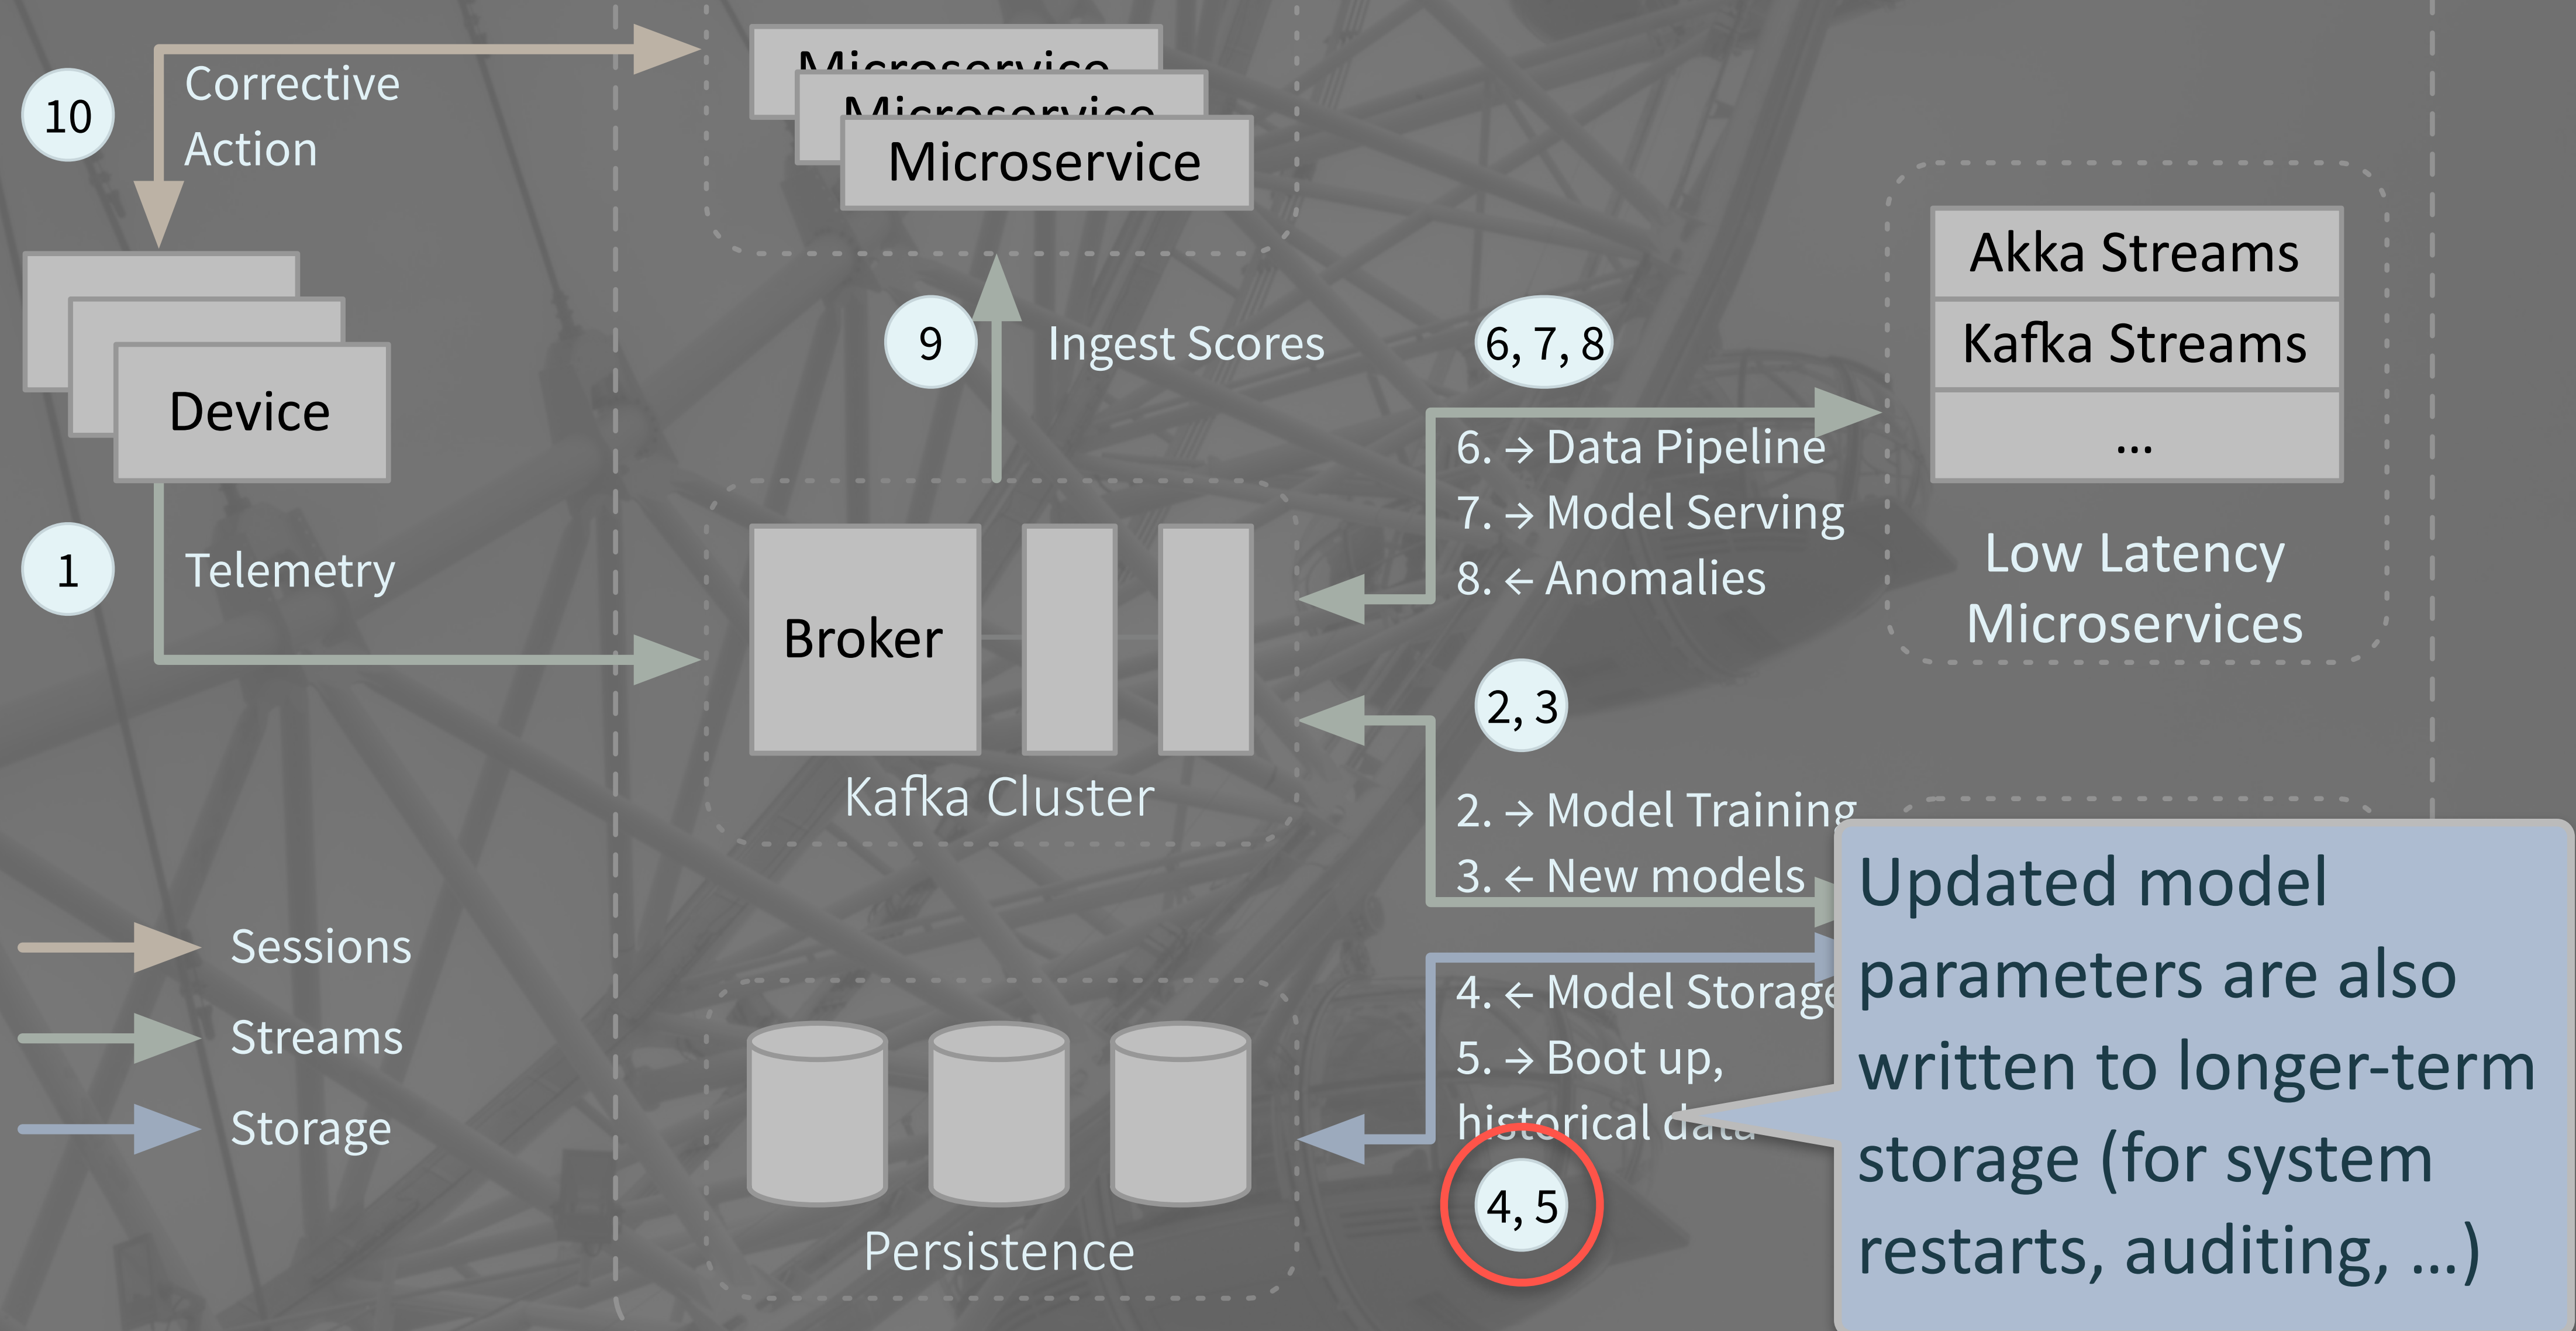 10
Corrective
Action
Microservice
Microservice
Microservice
Device
1
Telemetry
9
Ingest Scores
6, 7, 8
6. → Data Pipeline
7. → Model Serving
8. ← Anomalies
Akka Streams
Kafka Streams
...
Low Latency
Microservices
Broker
Kafka Cluster
2, 3
2. → Model Training
3. ← New models
Sessions
Streams
Storage
4. ← Model Storage
5. → Boot up,
historical data
4, 5
Persistence
Updated model
parameters are also
written to longer-term
storage (for system
restarts, auditing, ...)